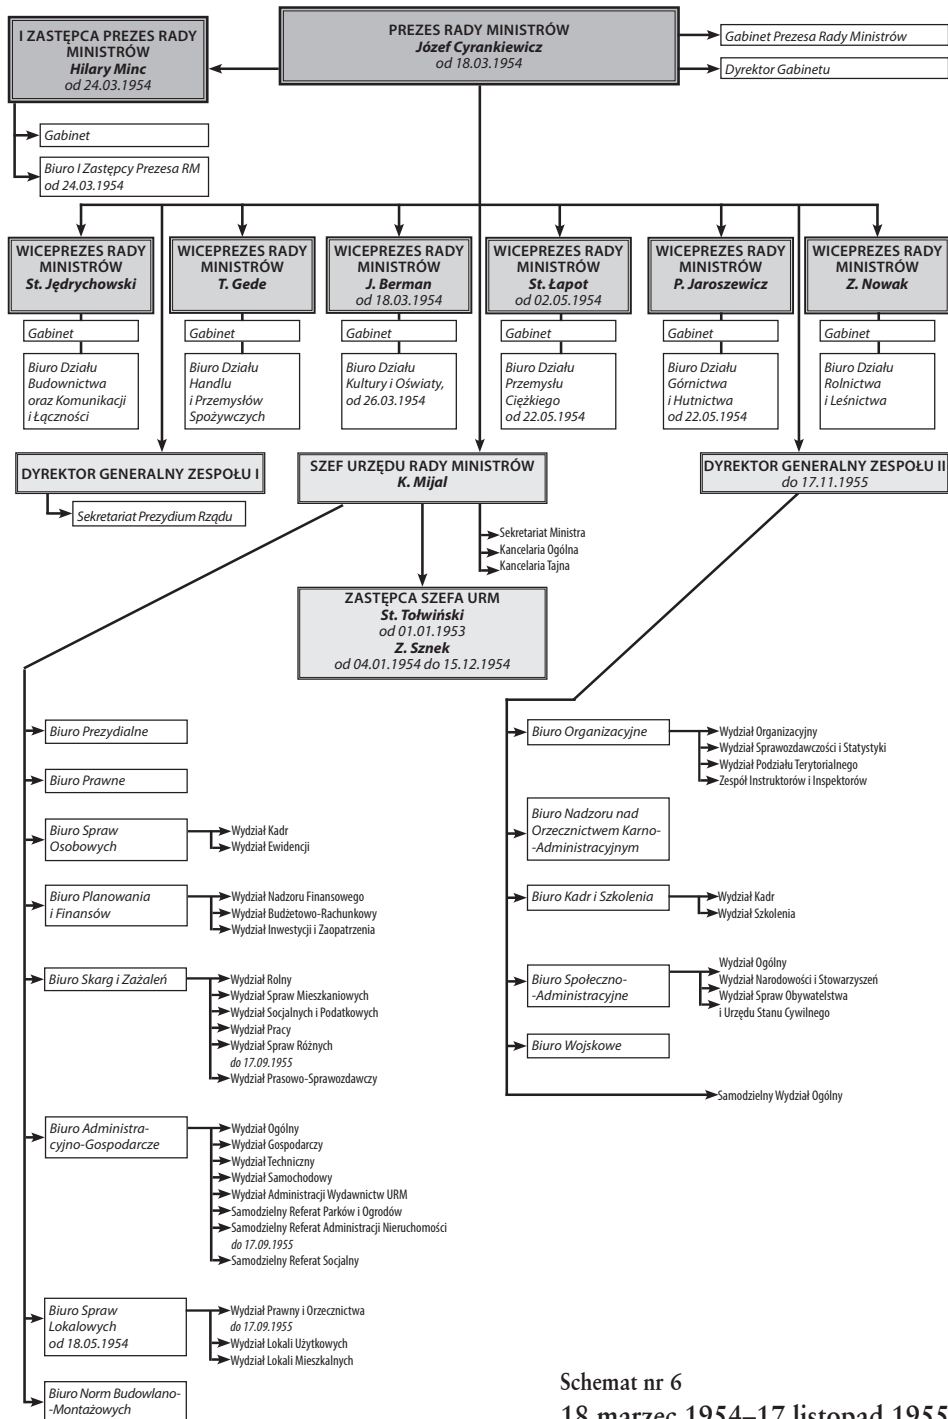 I ZASTĘPCA PREZES RADY
MINISTRÓW
Hilary Minc
od 24.03.1954
PREZES RADY MINISTRÓW
Józef Cyrankiewicz
od 18.03.1954
Gabinet Prezesa Rady Ministrów
Dyrektor Gabinetu
Gabinet
Biuro I Zastępcy Prezesa RM
od 24.03.1954
WICEPREZES RADY
MINISTRÓW
St. Jędrychowski
Gabinet
Biuro Działu
Budownictwa
oraz Komunikacji
i Łączności
WICEPREZES RADY
MINISTRÓW
T. Gede
Gabinet
Biuro Działu
Handlu
i Przemysłów
Spożywczych
WICEPREZES RADY
MINISTRÓW
J. Berman
od 18.03.1954
Gabinet
Biuro Działu
Kultury i Oświaty,
od 26.03.1954
WICEPREZES RADY
MINISTRÓW
St. Łapot
od 02.05.1954
Gabinet
Biuro Działu
Przemysłu
Ciężkiego
od 22.05.1954
WICEPREZES RADY
MINISTRÓW
P. Jaroszewicz
Gabinet
Biuro Działu
Górnictwa
i Hutnictwa
od 22.05.1954
WICEPREZES RADY
MINISTRÓW
Z. Nowak
Gabinet
Biuro Działu
Rolnictwa
i Leśnictwa
DYREKTOR GENERALNY ZESPOŁU I
Sekretariat Prezydium Rządu
SZEF URZĘDU RADY MINISTRÓW
K. Mijal
DYREKTOR GENERALNY ZESPOŁU II
do 17.11.1955
Sekretariat Ministra
Kancelaria Ogólna
Kancelaria Tajna
ZASTĘPCA SZEFA URM
St. Tołwiński
od 01.01.1953
Z. Sznek
od 04.01.1954 do 15.12.1954
Biuro Prezydialne
Biuro Prawne
Biuro Spraw
Osobowych
Wydział Kadr
Wydział Ewidencji
Biuro Planowania
i Finansów
Wydział Nadzoru Finansowego
Wydział Budżetowo-Rachunkowy
Wydział Inwestycji i Zaopatrzenia
Biuro Skarg i Zażaleń
Wydział Rolny
Wydział Spraw Mieszkaniowych
Wydział Socjalnych i Podatkowych
Wydział Pracy
Wydział Spraw Różnych
do 17.09.1955
Wydział Prasowo-Sprawozdawczy
Biuro Administra-
cyjno-Gospodarcze
Wydział Ogólny
Wydział Gospodarczy
Wydział Techniczny
Wydział Samochodowy
Wydział Administracji Wydawnictw URM
Samodzielny Referat Parków i Ogrodów
Samodzielny Referat Administracji Nieruchomości
do 17.09.1955
Samodzielny Referat Socjalny
Biuro Spraw
Lokalowych
od 18.05.1954
Wydział Prawny i Orzecznictwa
do 17.09.1955
Wydział Lokali Użytkowych
Wydział Lokali Mieszkalnych
Biuro Norm Budowlano-
-Montażowych
Biuro Organizacyjne
Wydział Organizacyjny
Wydział Sprawozdawczości i Statystyki
Wydział Podziału Terytorialnego
Zespół Instruktorów i Inspektorów
Biuro Nadzoru nad
Orzecznictwem Karno-
-Administracyjnym
Biuro Kadr i Szkolenia
Wydział Kadr
Wydział Szkolenia
Biuro Społeczno-
-Administracyjne
Wydział Ogólny
Wydział Narodowości i Stowarzyszeń
Wydział Spraw Obywatelstwa
i Urzędu Stanu Cywilnego
Biuro Wojskowe
Samodzielny Wydział Ogólny
Schemat nr 6
18 marzec 1954–17 listopad 1955